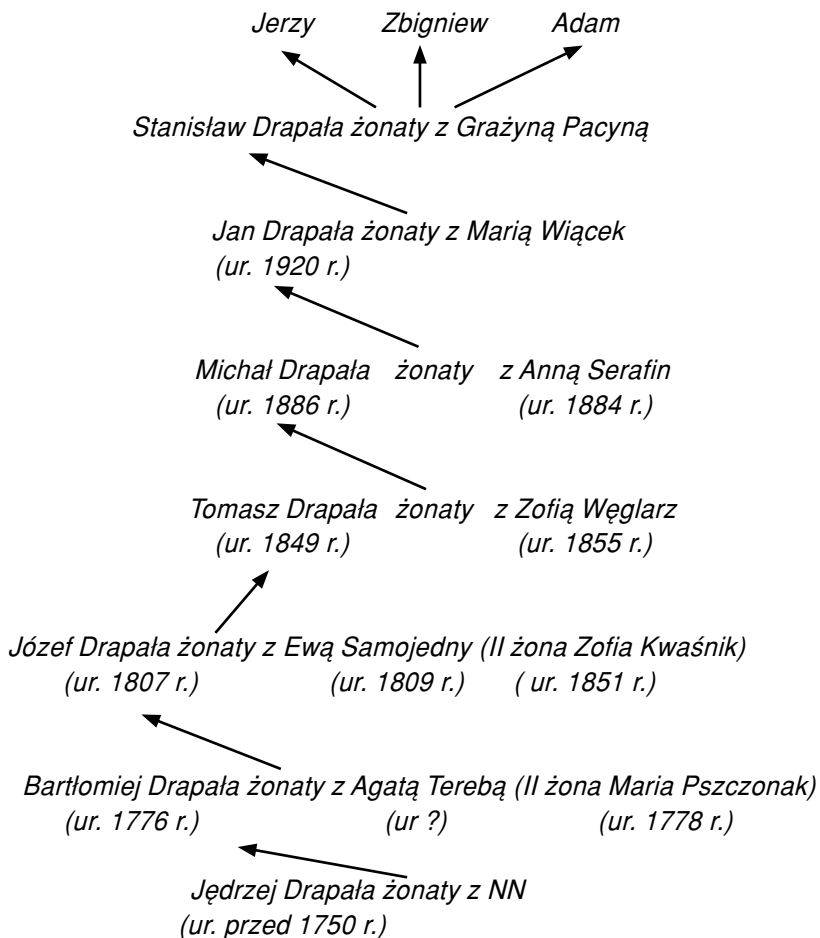 Jerzy Zbigniew Adam
Stanisław Drapała żonaty z Grażyną Pacyną
Jan Drapała żonaty z Marią Wiącek
(ur. 1920 r.)
Michał Drapała żonaty z Anną Serafin
(ur. 1886 r.) (ur. 1884 r.)
Tomasz Drapała żonaty z Zofią Węglarz
(ur. 1849 r.) (ur. 1855 r.)
Józef Drapała żonaty z Ewą Samojedny (II żona Zofia Kwaśnik)
(ur. 1807 r.) (ur. 1809 r.) ( ur. 1851 r.)
Bartłomiej Drapała żonaty z Agatą Terebą (II żona Maria Pszczonak)
(ur. 1776 r.) (ur ?) (ur. 1778 r.)
Jędrzej Drapała żonaty z NN
(ur. przed 1750 r.)